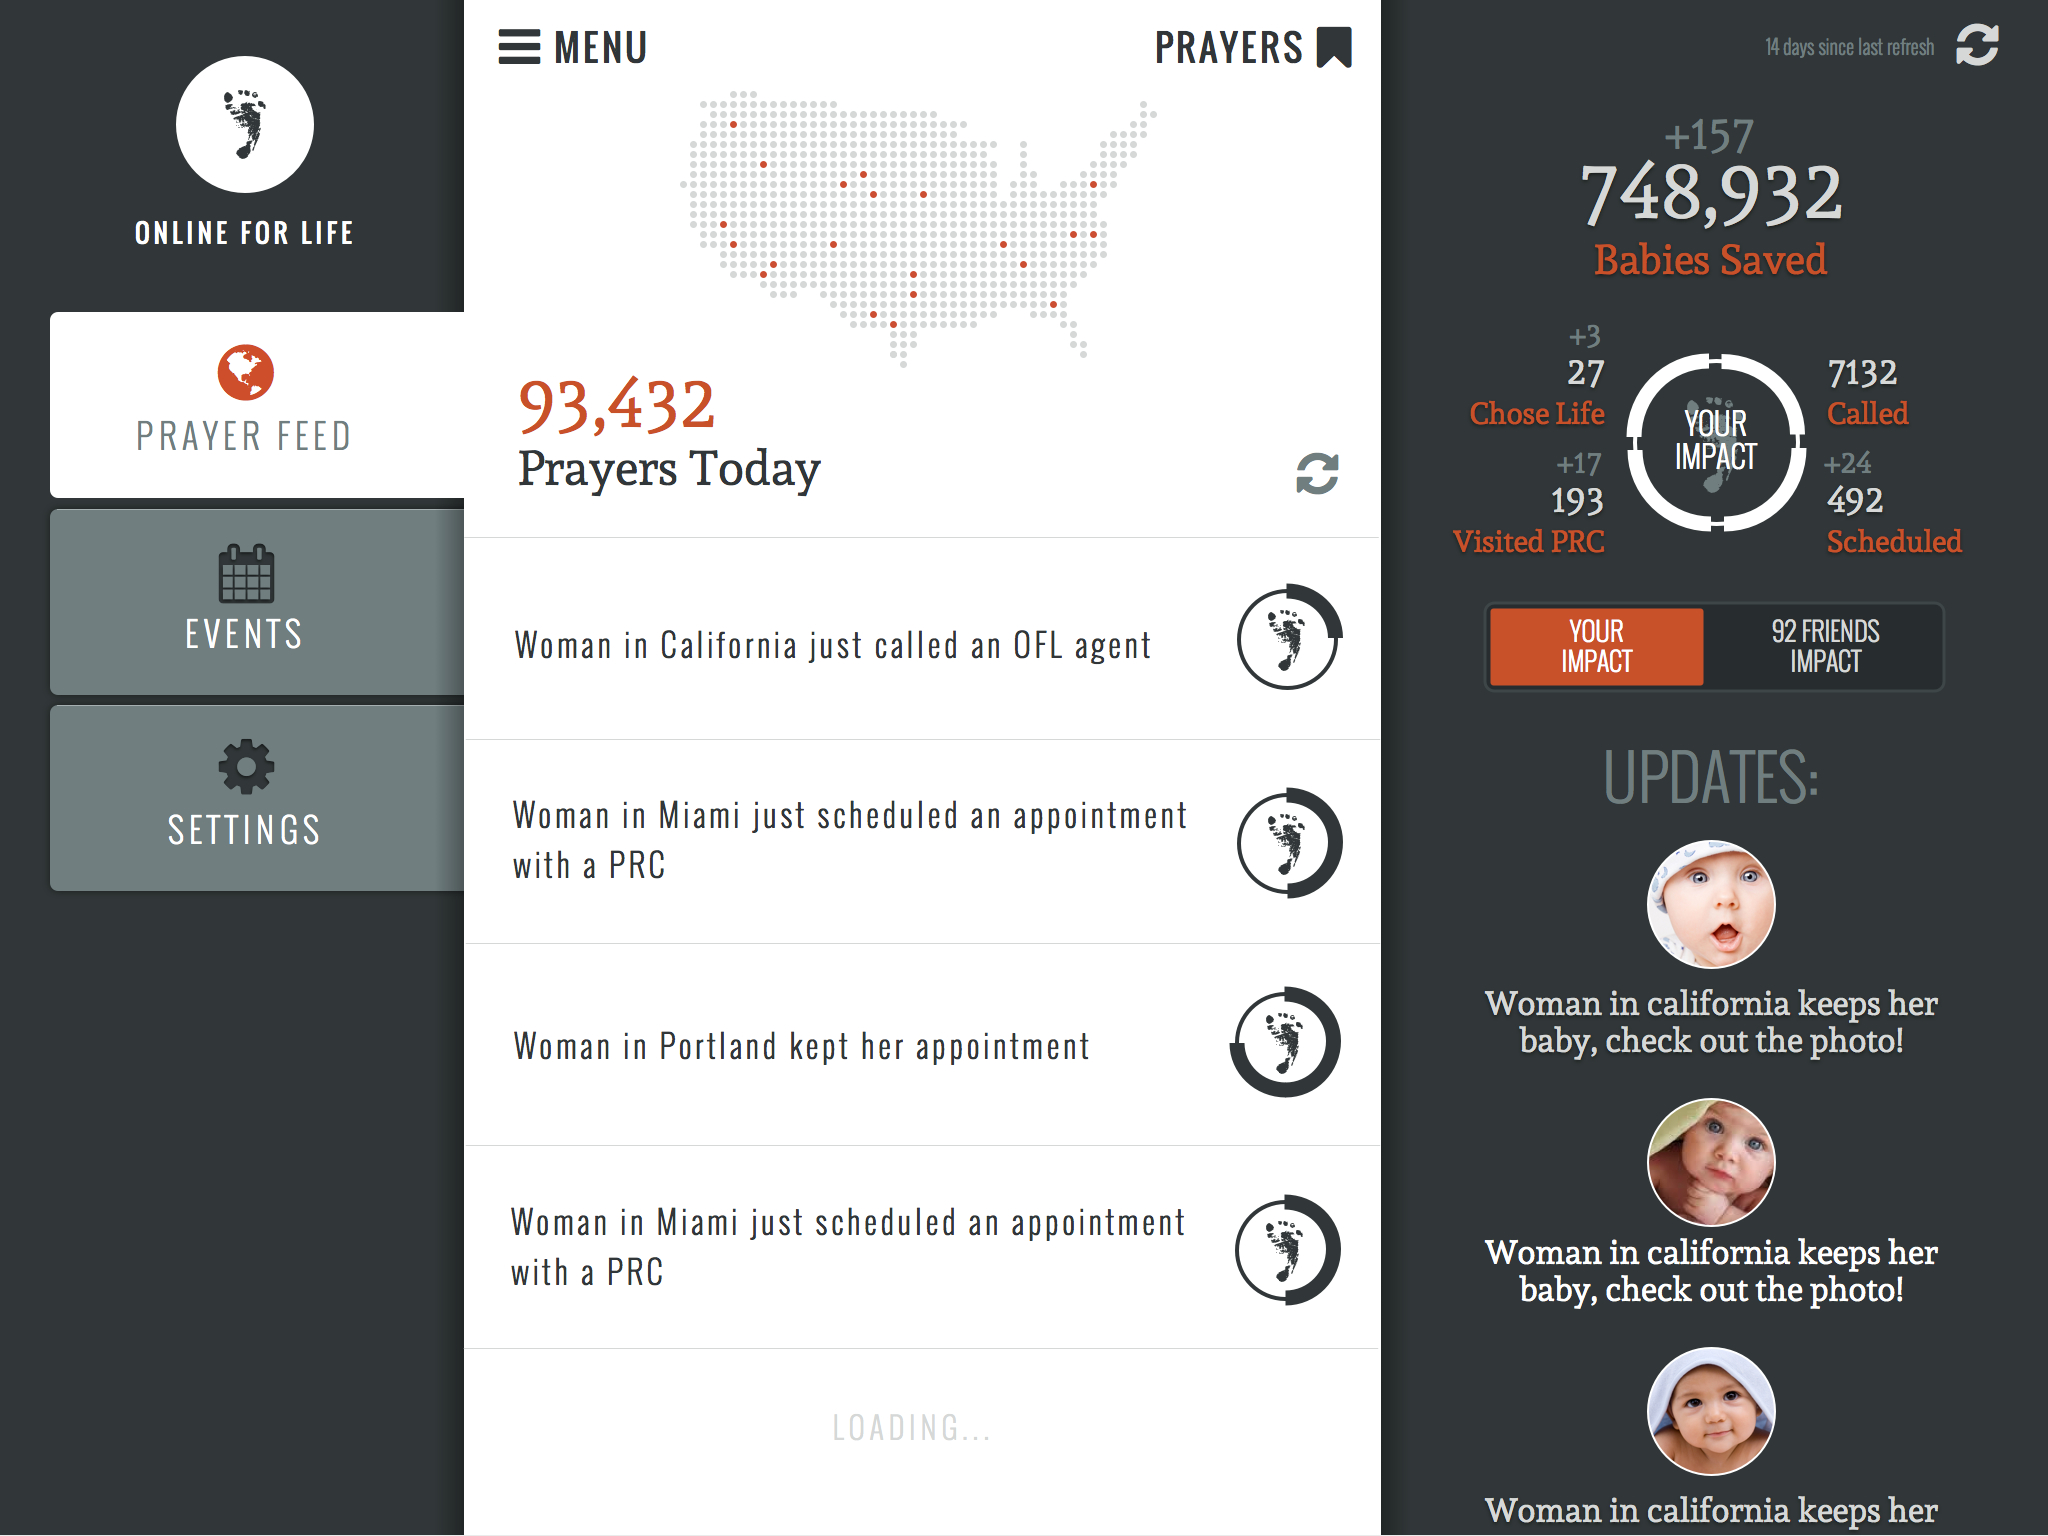 ONLINE FOR LIFE
PRAYER FEED
EVENTS
SETTINGS
MENU
PRAYERS
93,432
Prayers Today
Woman in California just called an OFL agent
Woman in Miami just scheduled an appointment
with a PRC
Woman in Portland kept her appointment
Woman in Miami just scheduled an appointment
with a PRC
LOADING...
14 days since last refresh
+157
748,932
Babies Saved
+3
27
Chose Life
+17
193
Visited PRC
YOUR
IMPACT
7132
Called
+24
492
Scheduled
YOUR
IMPACT
92 FRIENDS
IMPACT
UPDATES:
Woman in california keeps her
baby, check out the photo!
Woman in california keeps her
baby, check out the photo!
Woman in california keeps her